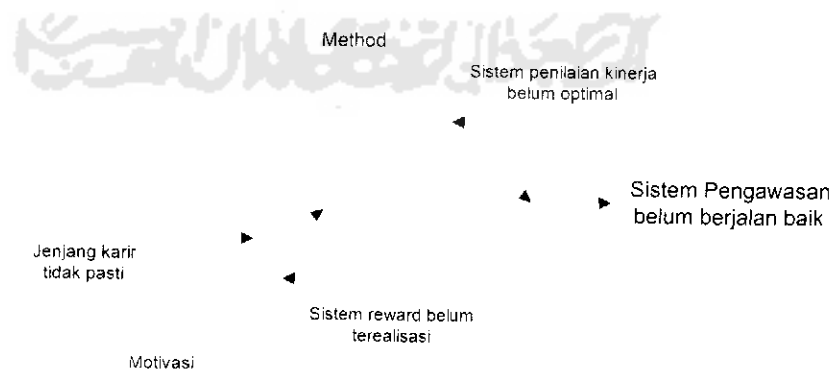 Method
Sistem penilaian kinerja
belum optimal
Sistem Pengawasan
belum berjalan baik
Jenjang karir
tidak pasti
Sistem reward belum
terealisasi
Motivasi